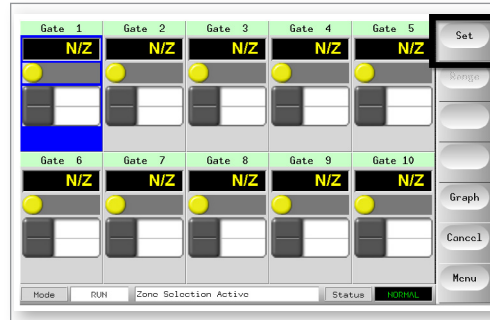 Gate 1 Gate 2 Gate 3 Gate 4 Gate 5
N/Z N/Z N/Z N/Z N/Z
Gate 6 Gate 7 Gate 8 Gate 9 Gate 10
N/Z N/Z N/Z N/Z N/Z
Mode RUN Zone Selection Active Status NORMAL
Set
Range
Graph
Cancel
Menu